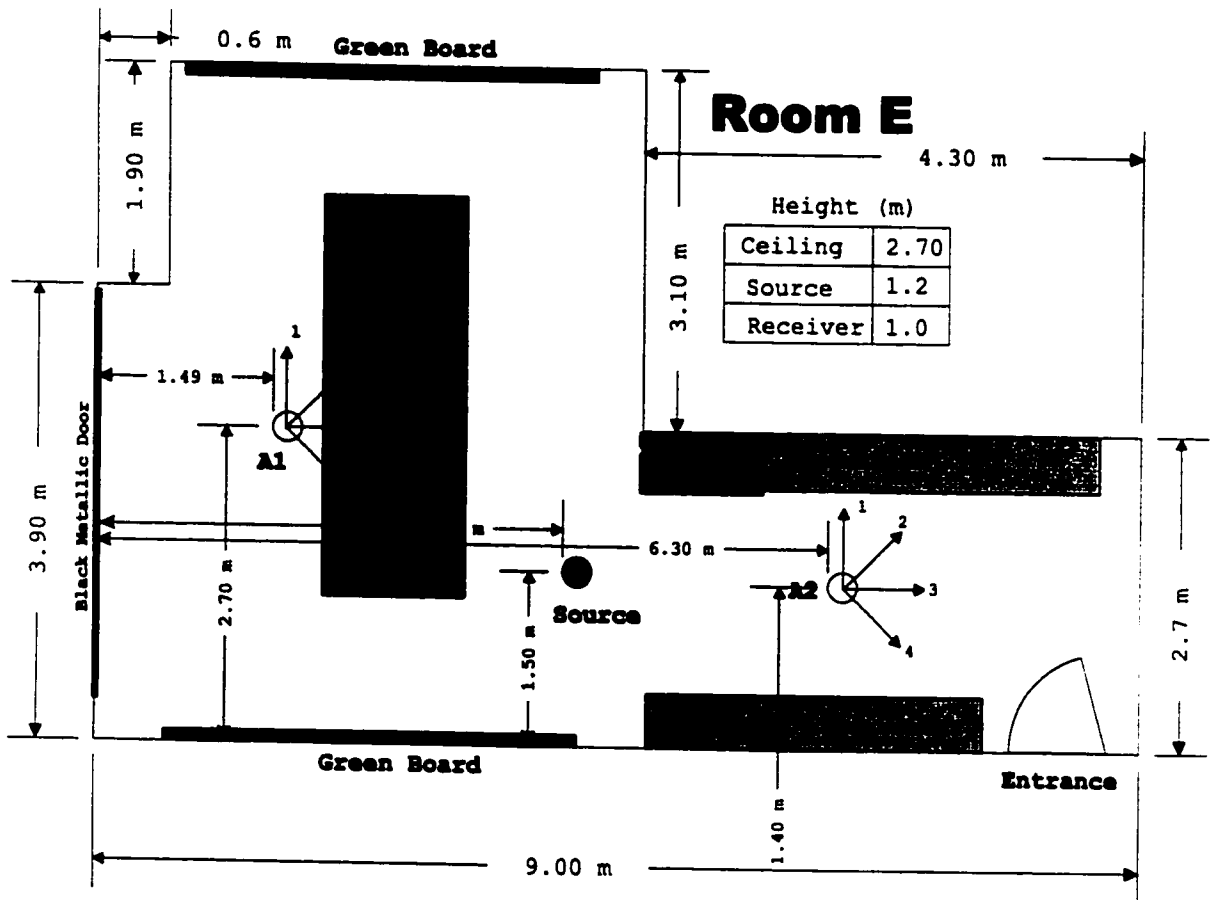 0.6 m
Green Board
Room E
4.30 m
1.90 m
3.10 m
Height (m)
Ceiling 2.70
Source 1.2
Receiver 1.0
1
1.49 m
A1
Black Metallic Door
3.90 m
2.70 m
m
6.30 m
1
2
A2
3
4
Source
1.50 m
2.7 m
Green Board
Entrance
1.40 m
9.00 m